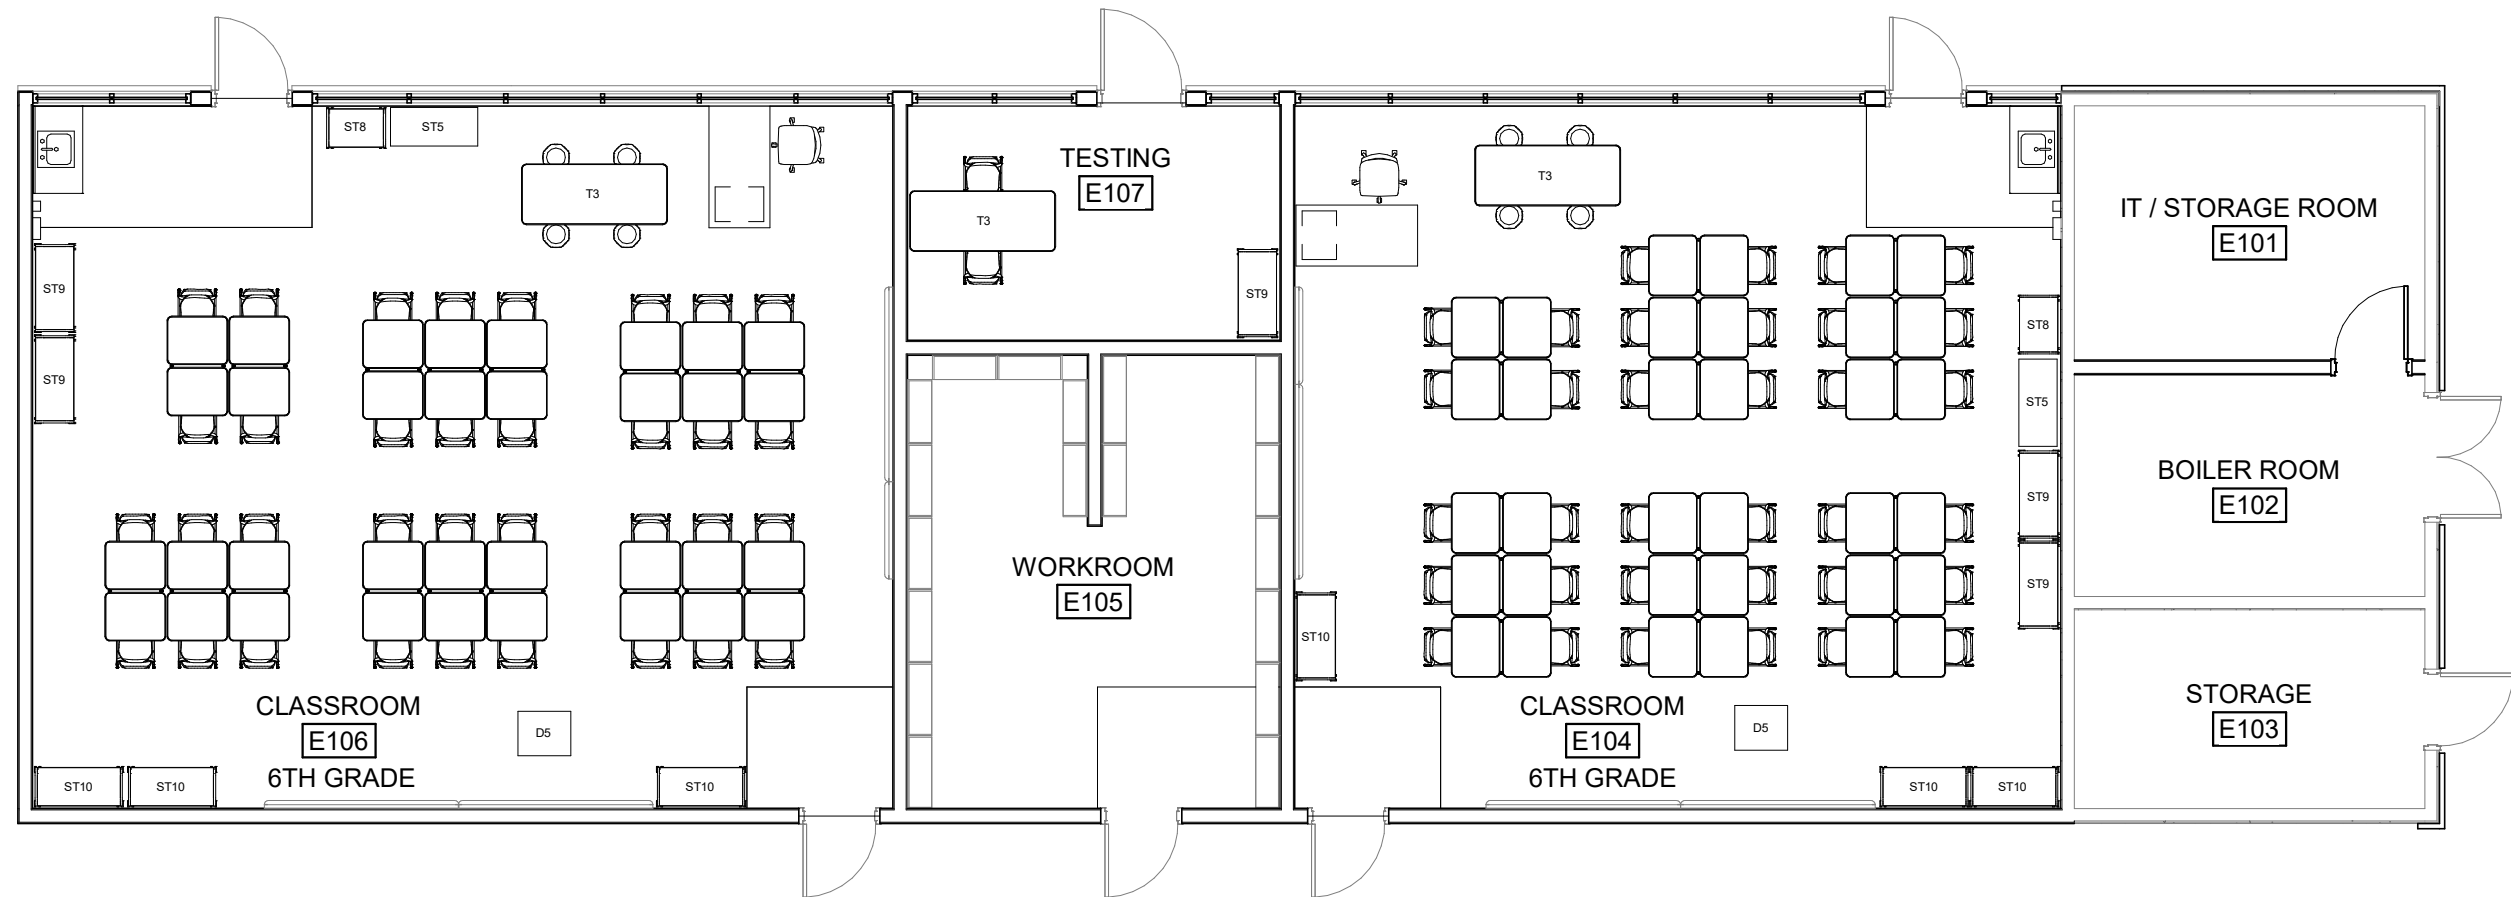 ST8
ST5
T3
ST9
ST9
CLASSROOM
E106
6TH GRADE
D5
ST10
ST10
ST10
TESTING
E107
T3
ST9
WORKROOM
E105
T3
ST8
ST5
ST9
ST9
ST10
CLASSROOM
E104
6TH GRADE
D5
ST10
ST10
IT / STORAGE ROOM
E101
BOILER ROOM
E102
STORAGE
E103